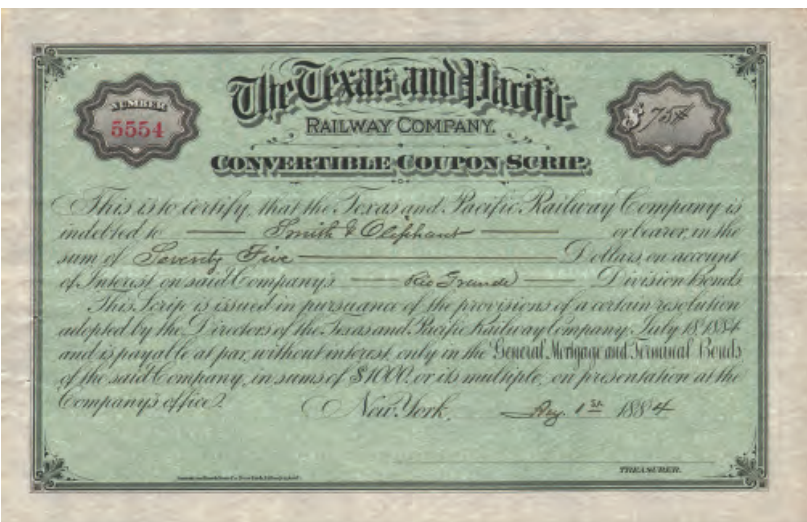 The Texas and Pacific
NUMBER
5554
$75#
RAILWAY COMPANY.
CONVERTIBLE COUPON SCRIP.
This is to certify, that the Texas and Pacific Railway Company is
indebted to Smith & Oliphant or bearer, in the
sum of Seventy Five Dollars, on account
of Interest on said Company's Rio Grande Division Bonds
This Scrip is issued in pursuance of the provisions of a certain resolution
adopted by the Directors of the Texas and Pacific Railway Company, July 18, 1884
and is payable at par, without interest, only in the General Mortgage and Terminal Bonds
of the said Company, in sums of $1000. or its multiple, on presentation at the
Company's office.
New York, Aug. 1st 1884
TREASURER.